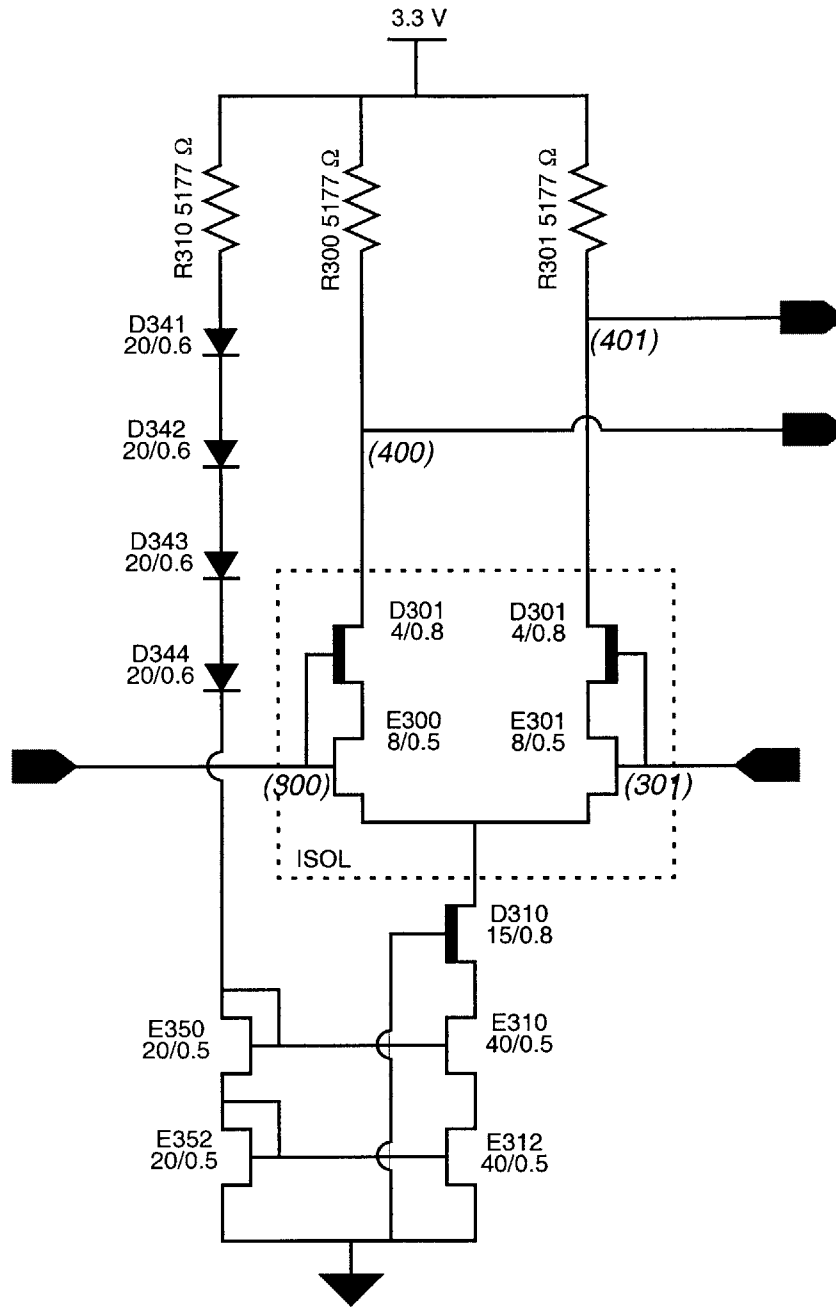 3.3 V
R310 5177 Ω
R300 5177 Ω
R301 5177 Ω
D341
20/0.6
(401)
D342
20/0.6
(400)
D343
20/0.6
D301
4/0.8
D301
4/0.8
D344
20/0.6
E300
8/0.5
E301
8/0.5
(300)
(301)
ISOL
D310
15/0.8
E350
20/0.5
E310
40/0.5
E352
20/0.5
E312
40/0.5